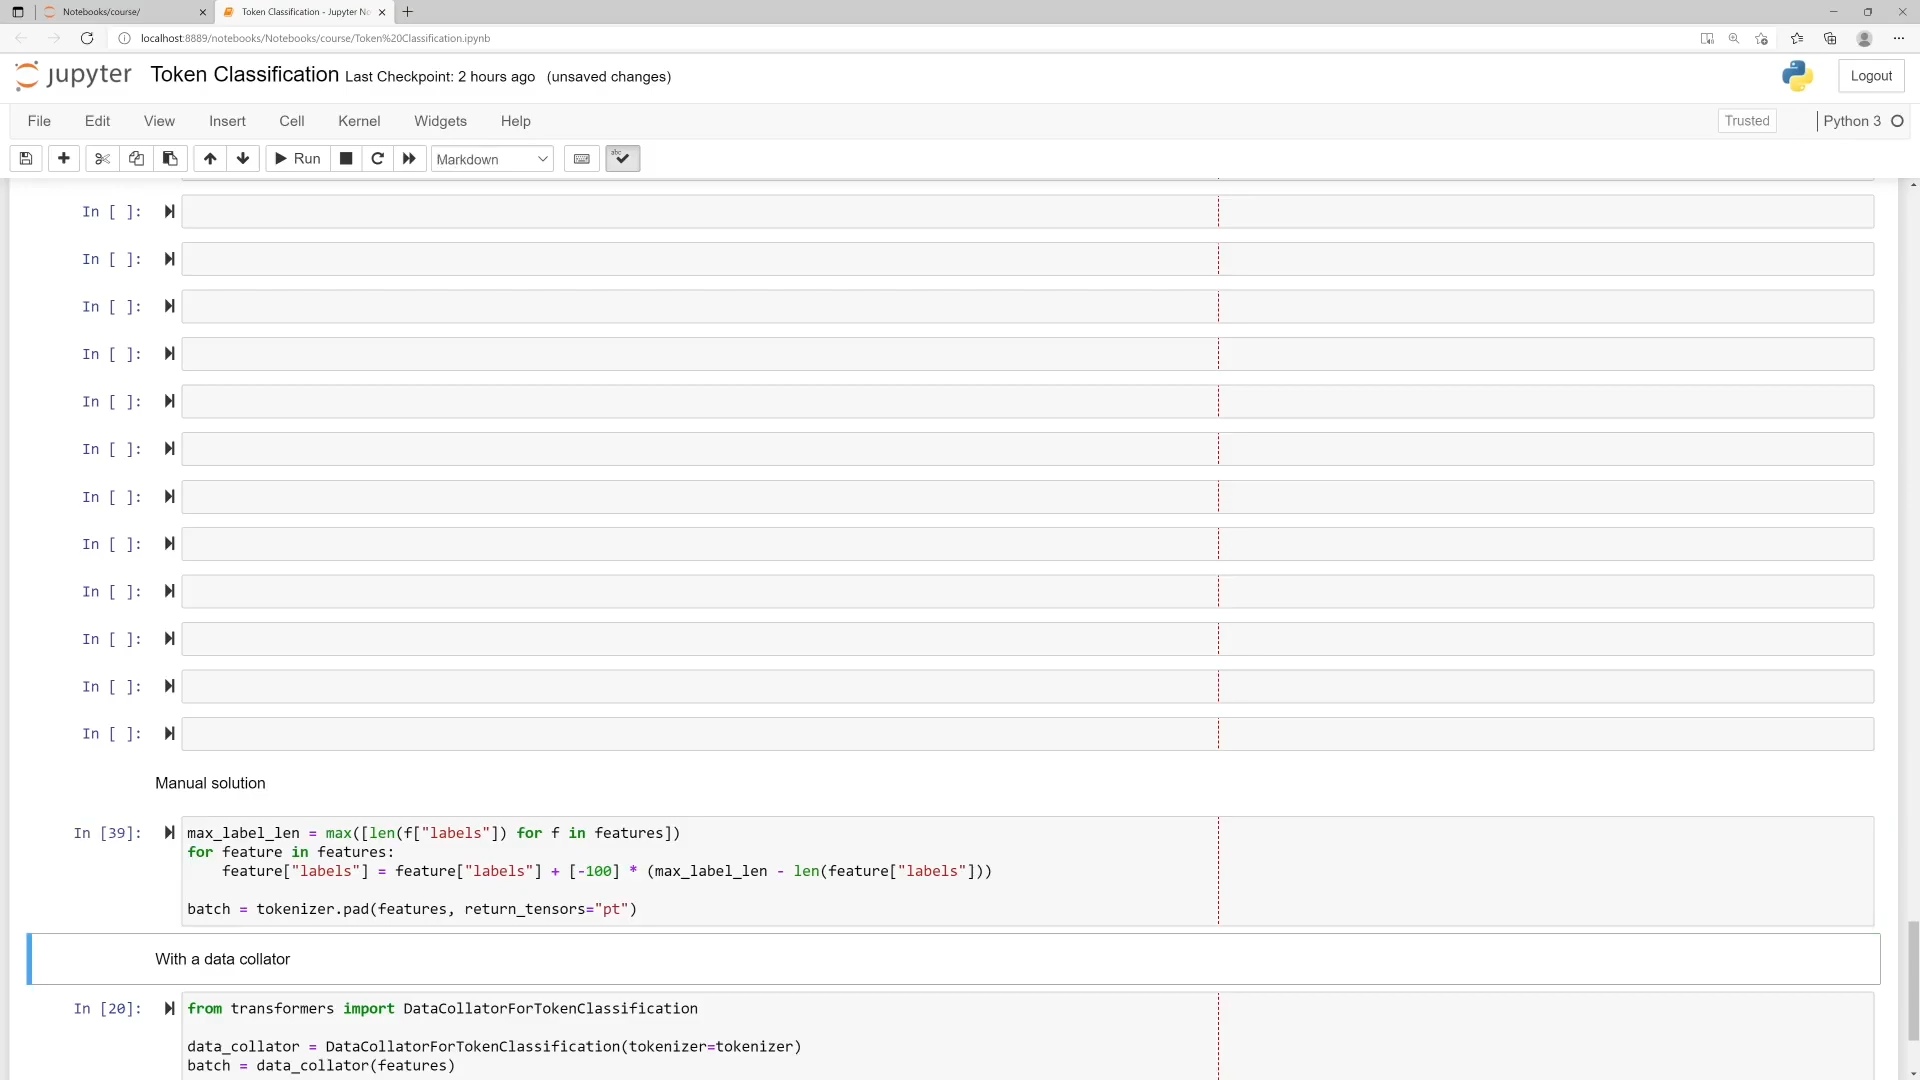 Notebooks/course/
Token Classification - Jupyter No
localhost:8889/notebooks/Notebooks/course/Token%20Classification.ipynb
jupyter Token Classification Last Checkpoint: 2 hours ago (unsaved changes)
Logout
File Edit View Insert Cell Kernel Widgets Help
Trusted
Python 3
Run
Markdown
abc
In [ ]:
In [ ]:
In [ ]:
In [ ]:
In [ ]:
In [ ]:
In [ ]:
In [ ]:
In [ ]:
In [ ]:
In [ ]:
In [ ]:
Manual solution
In [39]: max_label_len = max([len(f["labels"]) for f in features])
for feature in features:
    feature["labels"] = feature["labels"] + [-100] * (max_label_len - len(feature["labels"]))
batch = tokenizer.pad(features, return_tensors="pt")
With a data collator
In [20]: from transformers import DataCollatorForTokenClassification
data_collator = DataCollatorForTokenClassification(tokenizer=tokenizer)
batch = data_collator(features)